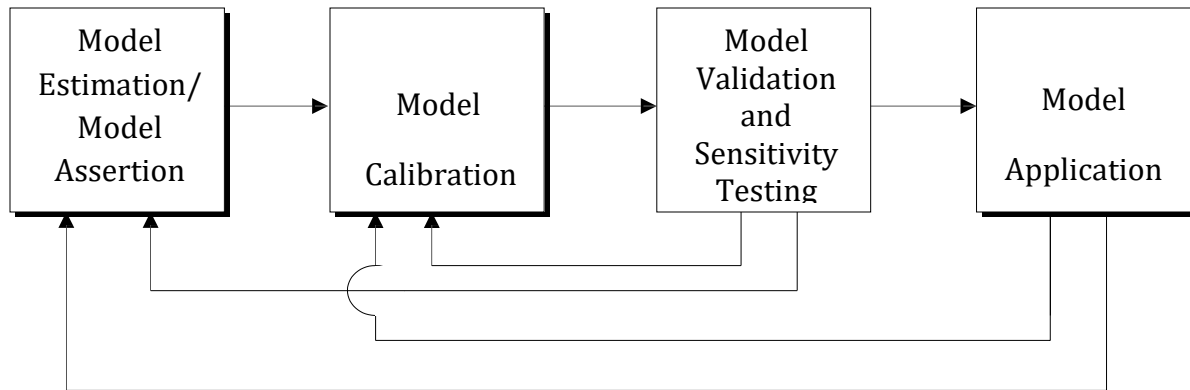 Model
Estimation/
Model
Assertion
Model
Calibration
Model
Validation
and
Sensitivity
Testing
Model
Application